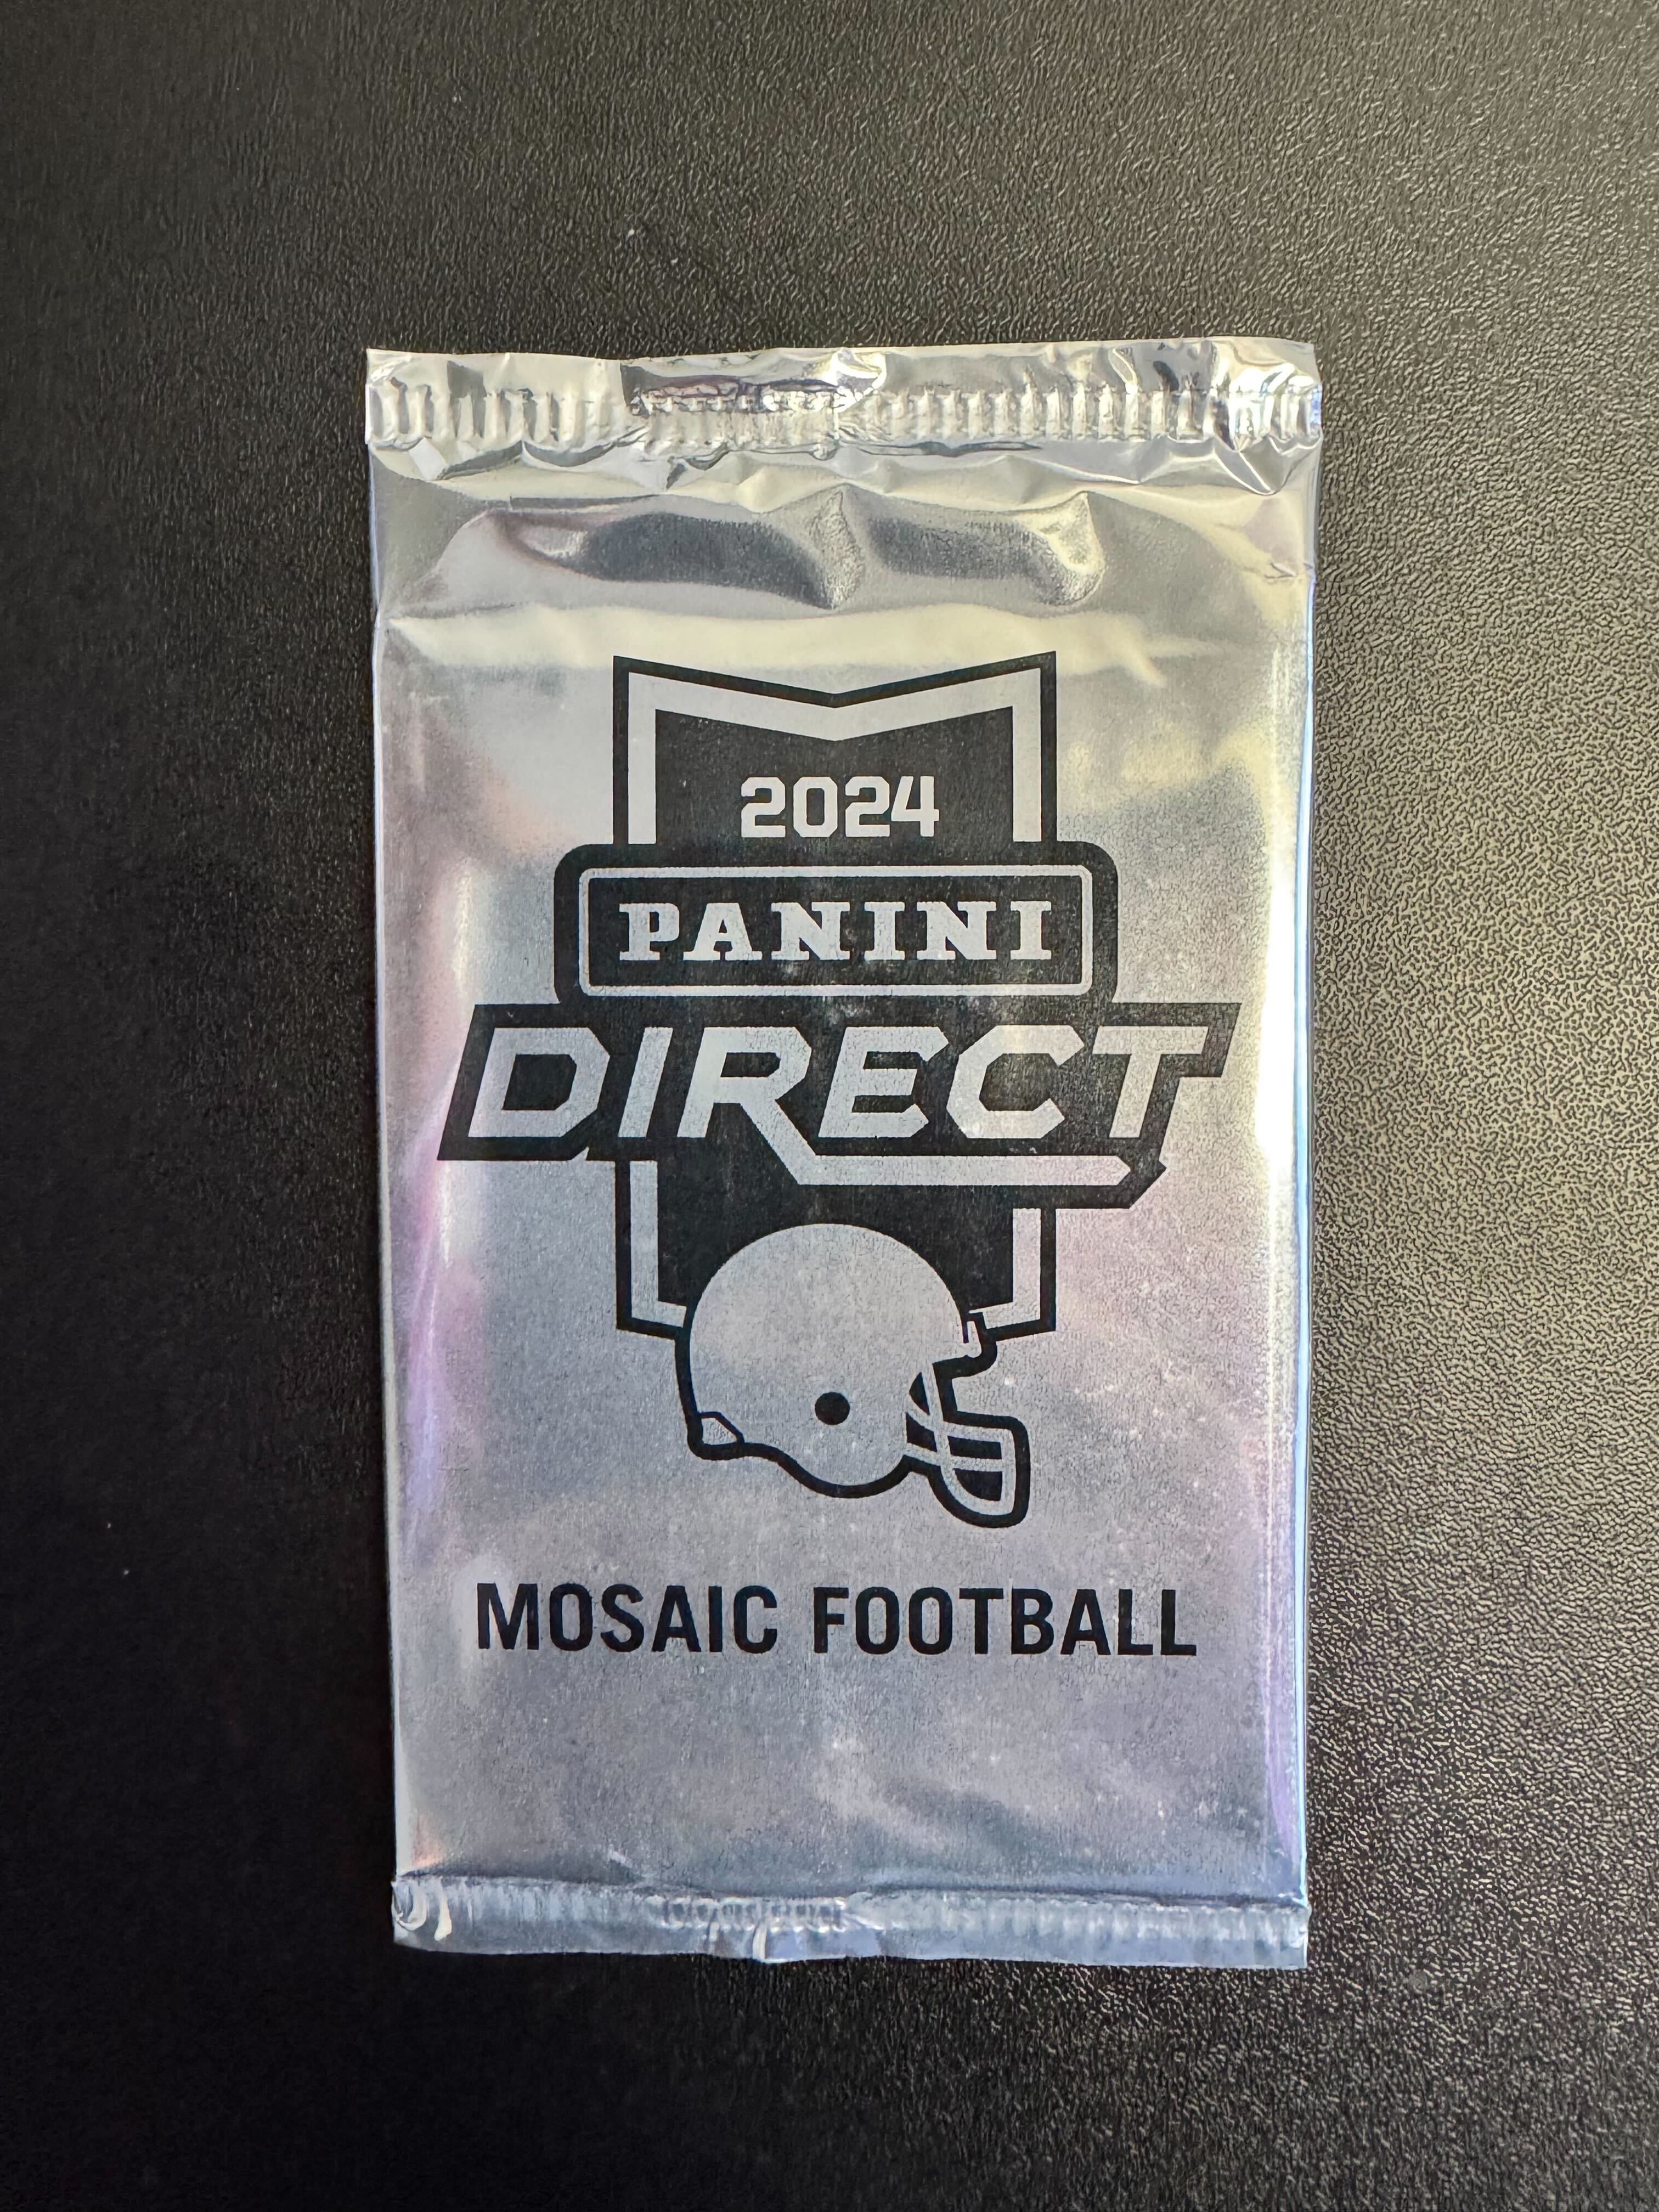 2024
PANINI
DIRECT
MOSAIC FOOTBALL